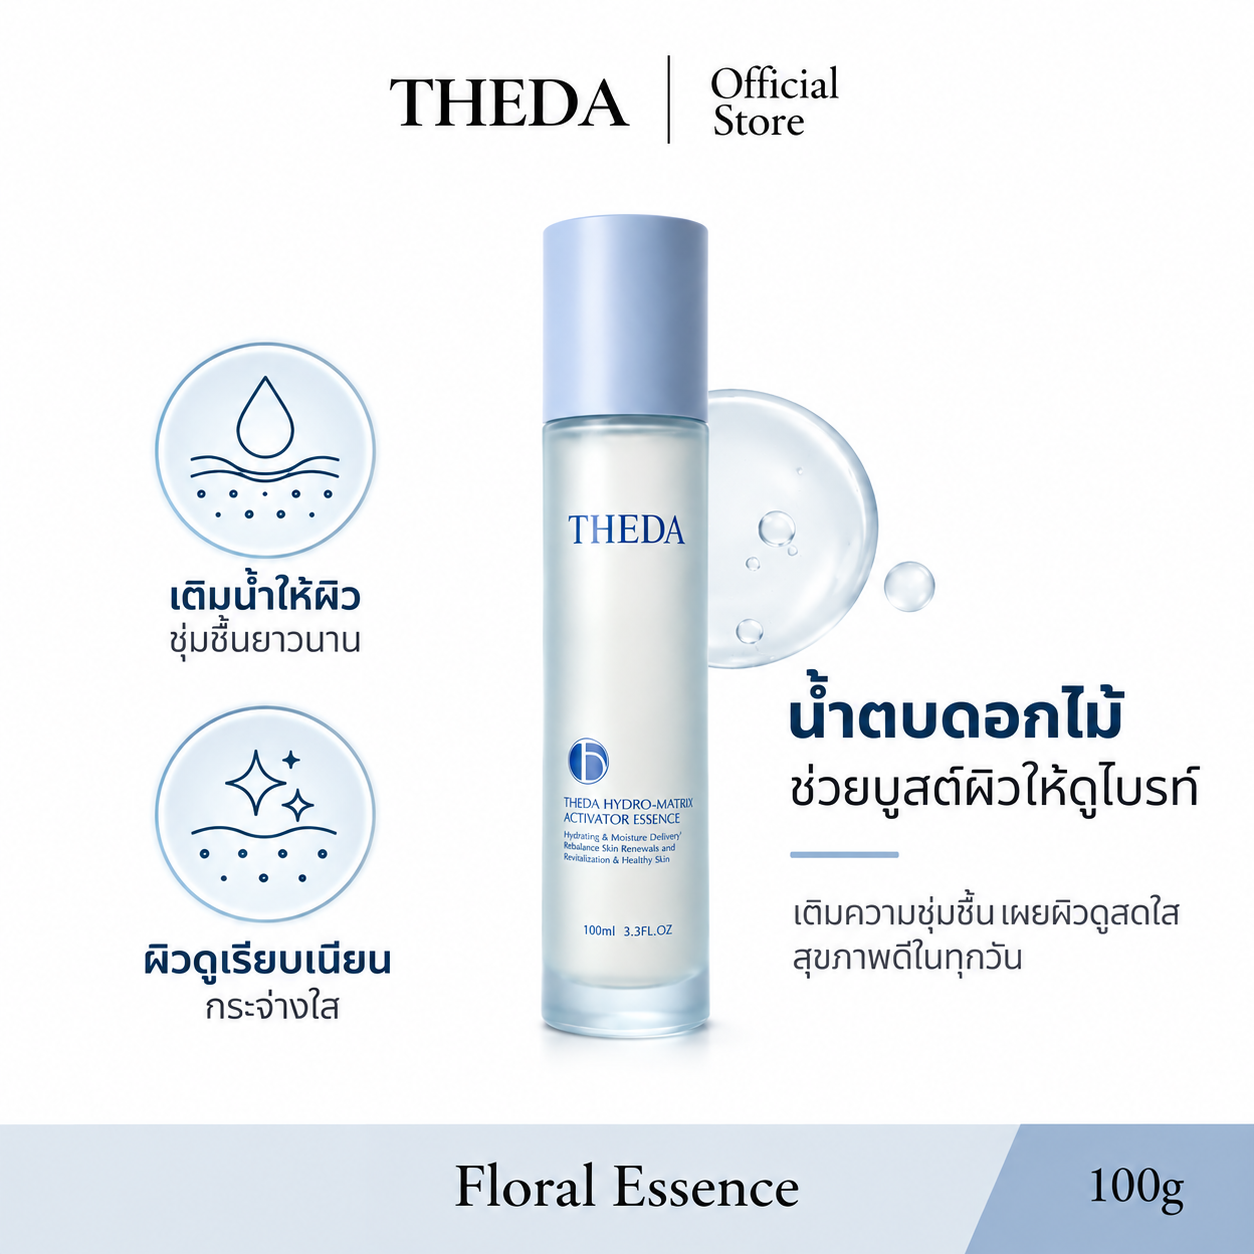 THEDA
Official
Store
เติมน้ำให้ผิว
ชุ่มชื้นยาวนาน
ผิวดูเรียบเนียน
กระจ่างใส
THEDA
THEDA HYDRO-MATRIX
ACTIVATOR ESSENCE
Hydrating & Moisture Delivery'
Rebalance Skin Renewals and
Revitalization & Healthy Skin
100ml 3.3FL.OZ
น้ำตบดอกไม้
ช่วยบูสต์ผิวให้ดูไบรท์
เติมความชุ่มชื้น เผยผิวดูสดใส
สุขภาพดีในทุกวัน
Floral Essence
100g